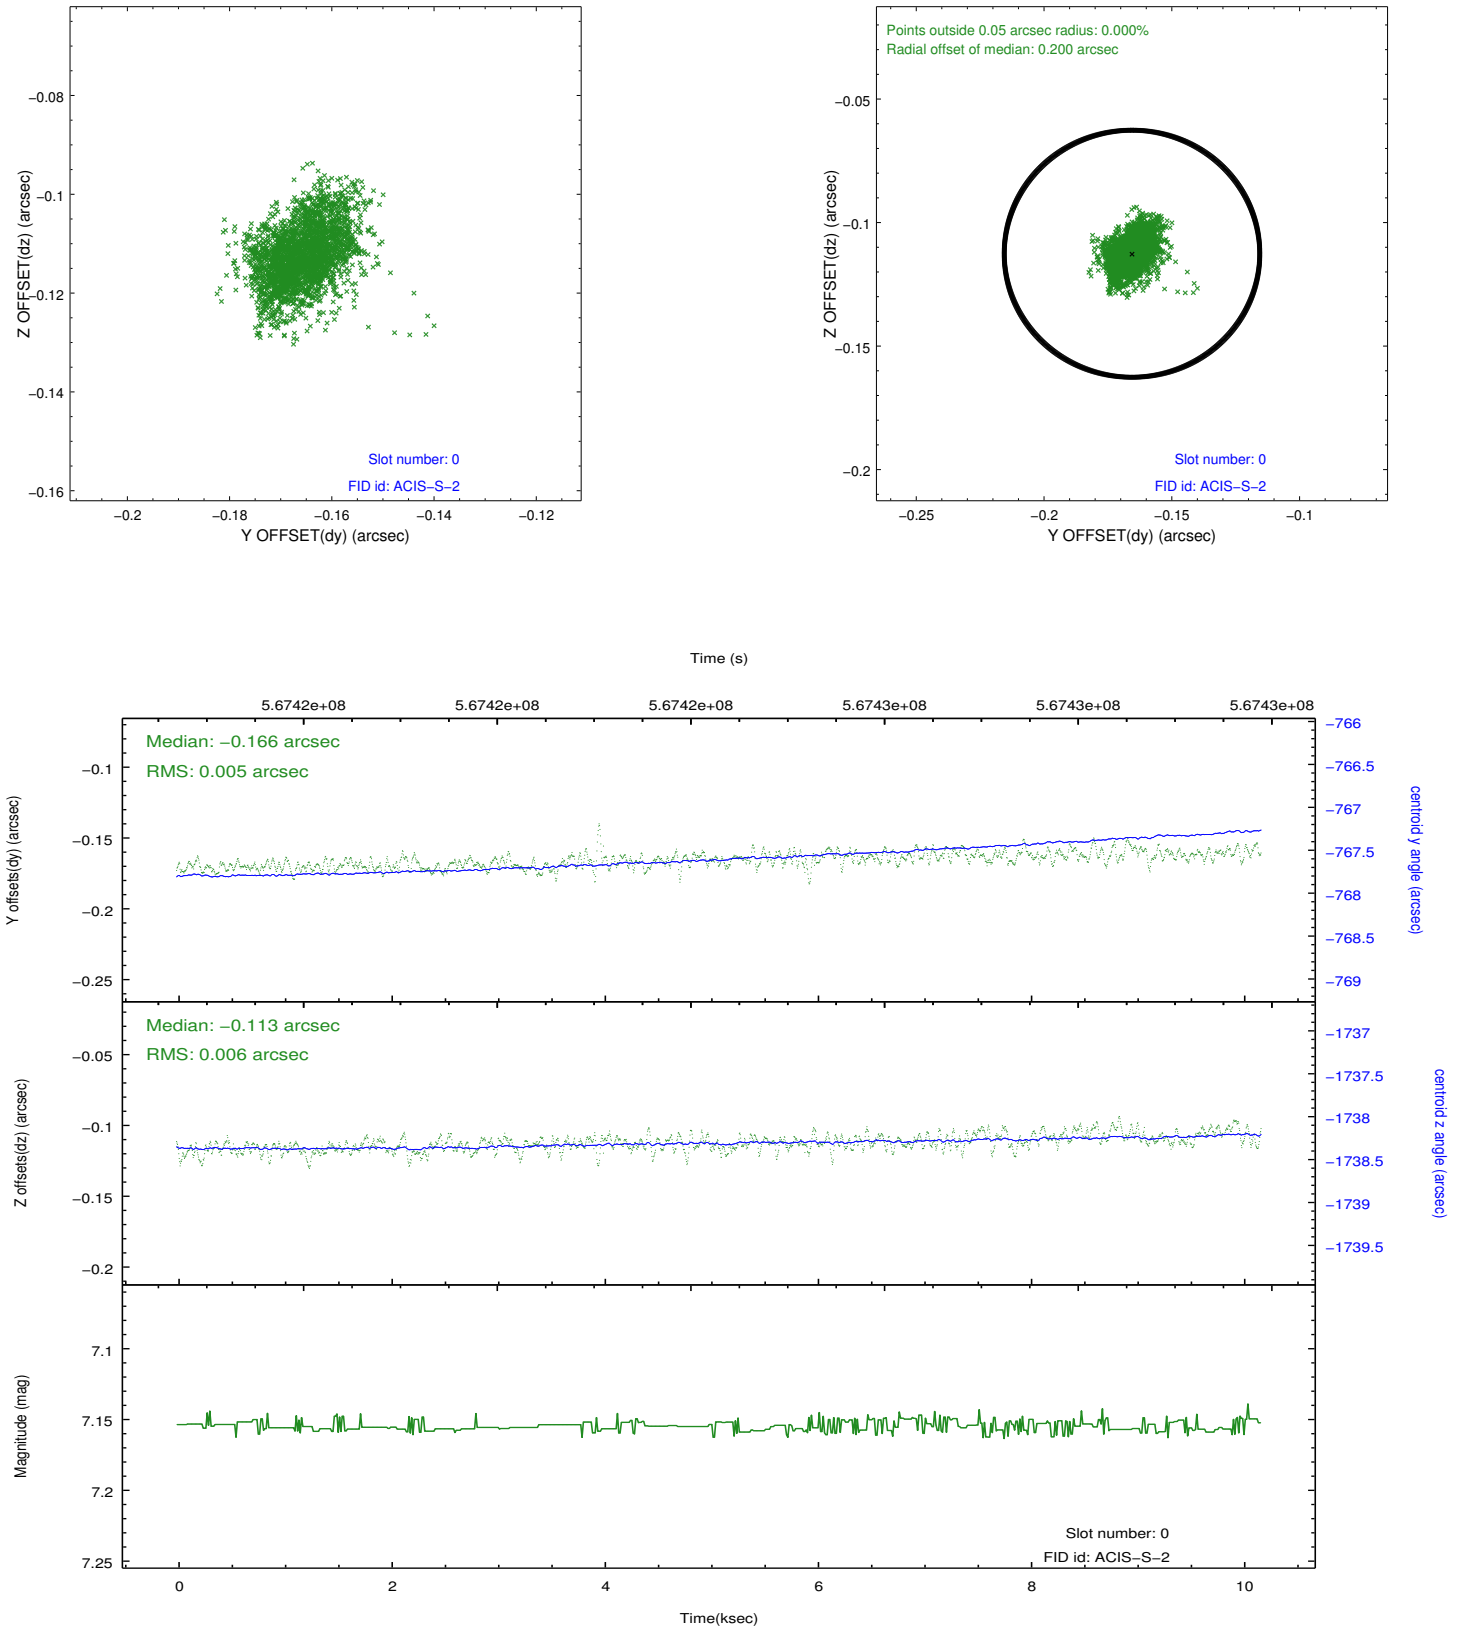 −0.08
−0.1
−0.12
−0.14
−0.16
Z OFFSET(dz) (arcsec)
Slot number: 0
FID id: ACIS−S−2
−0.2
−0.18
−0.16
−0.14
−0.12
Y OFFSET(dy) (arcsec)
Points outside 0.05 arcsec radius: 0.000%
Radial offset of median: 0.200 arcsec
−0.05
−0.1
−0.15
−0.2
Z OFFSET(dz) (arcsec)
Slot number: 0
FID id: ACIS−S−2
−0.25
−0.2
−0.15
−0.1
Y OFFSET(dy) (arcsec)
Time (s)
5.6742e+08
5.6742e+08
5.6742e+08
5.6743e+08
5.6743e+08
5.6743e+08
Median: −0.166 arcsec
RMS: 0.005 arcsec
−0.1
−0.15
−0.2
−0.25
Y offsets(dy) (arcsec)
−766
−766.5
−767
−767.5
−768
−768.5
−769
centroid y angle (arcsec)
Median: −0.113 arcsec
RMS: 0.006 arcsec
−0.05
−0.1
−0.15
−0.2
Z offsets(dz) (arcsec)
−1737
−1737.5
−1738
−1738.5
−1739
−1739.5
centroid z angle (arcsec)
7.1
7.15
7.2
7.25
Magnitude (mag)
Slot number: 0
FID id: ACIS−S−2
0
2
4
6
8
10
Time(ksec)